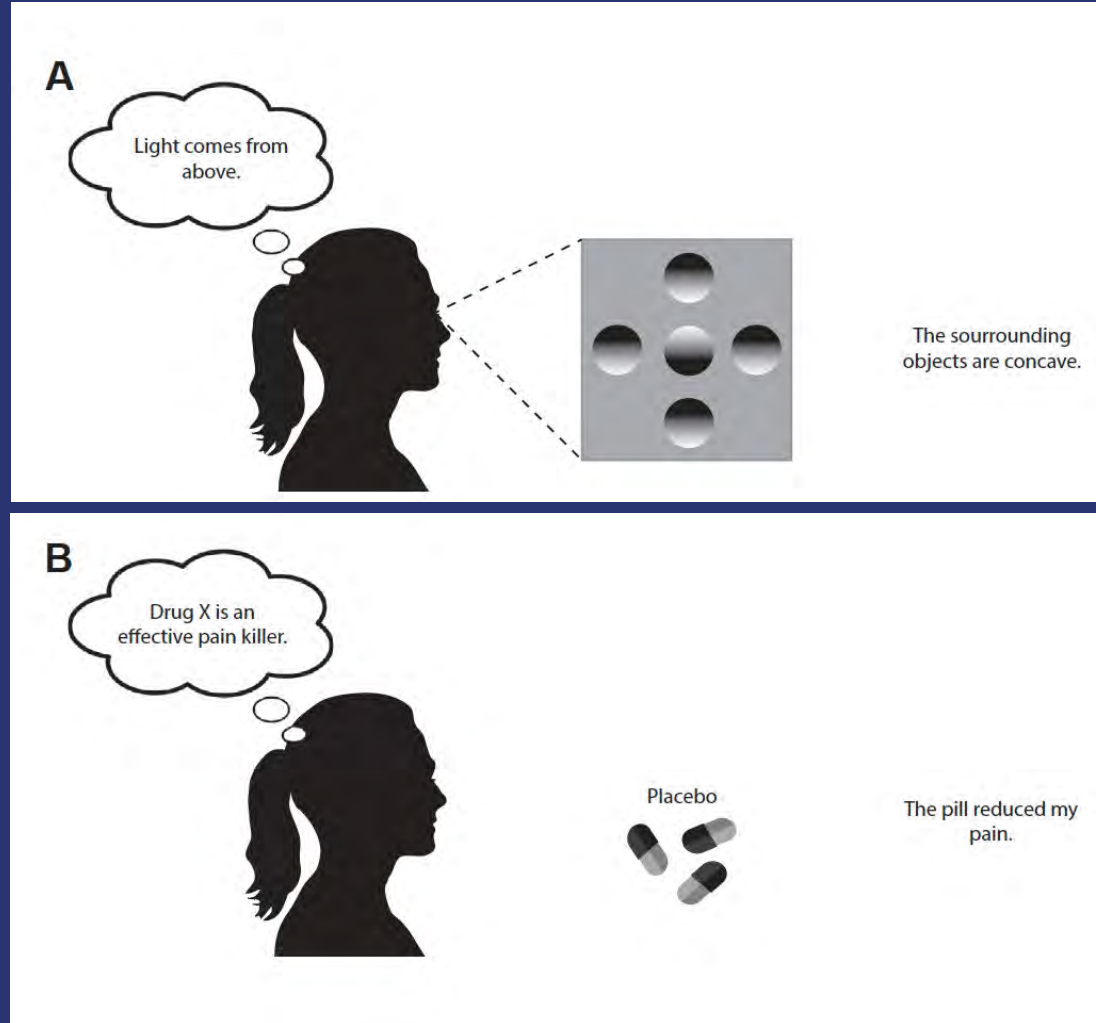 A
Light comes from
above.
The sourrounding
objects are concave.
B
Drug X is an
effective pain killer.
Placebo
The pill reduced my
pain.